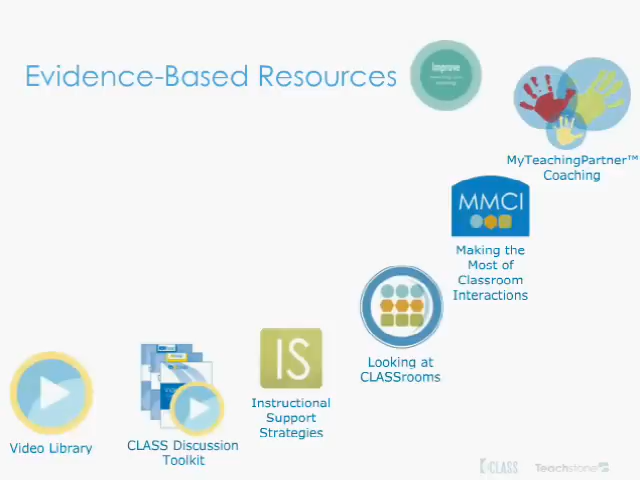 Evidence-Based Resources
Improve
MyTeachingPartner™
Coaching
MMCI
Making the
Most of
Classroom
Interactions
Looking at
CLASSrooms
IS
Instructional
Support
Strategies
CLASS Discussion
Toolkit
Video Library
CLASS
Teachstone